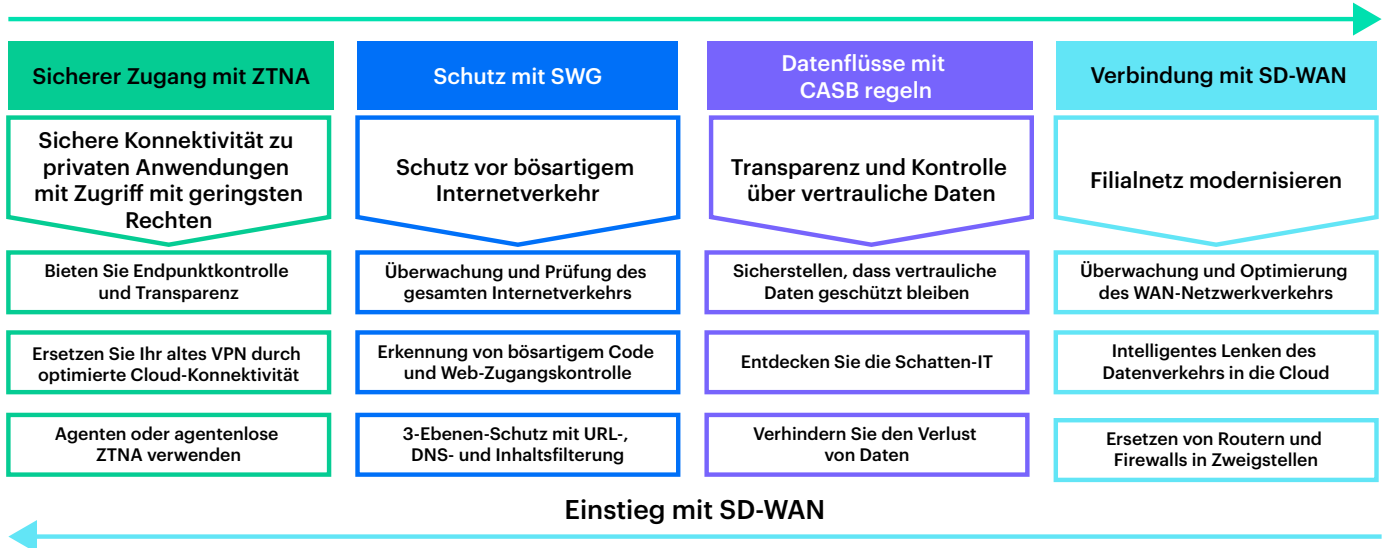 Sicherer Zugang mit ZTNA
Sichere Konnektivität zu
privaten Anwendungen
mit Zugriff mit geringsten
Rechten
Bieten Sie Endpunktkontrolle
und Transparenz
Ersetzen Sie Ihr altes VPN durch
optimierte Cloud-Konnektivität
Agenten oder agentenlose
ZTNA verwenden
Schutz mit SWG
Schutz vor bösartigem
Internetverkehr
Überwachung und Prüfung des
gesamten Internetverkehrs
Erkennung von bösartigem Code
und Web-Zugangskontrolle
3-Ebenen-Schutz mit URL-,
DNS- und Inhaltsfilterung
Datenflüsse mit
CASB regeln
Transparenz und Kontrolle
über vertrauliche Daten
Sicherstellen, dass vertrauliche
Daten geschützt bleiben
Entdecken Sie die Schatten-IT
Verhindern Sie den Verlust
von Daten
Verbindung mit SD-WAN
Filialnetz modernisieren
Überwachung und Optimierung
des WAN-Netzwerkverkehrs
Intelligentes Lenken des
Datenverkehrs in die Cloud
Ersetzen von Routern und
Firewalls in Zweigstellen
Einstieg mit SD-WAN